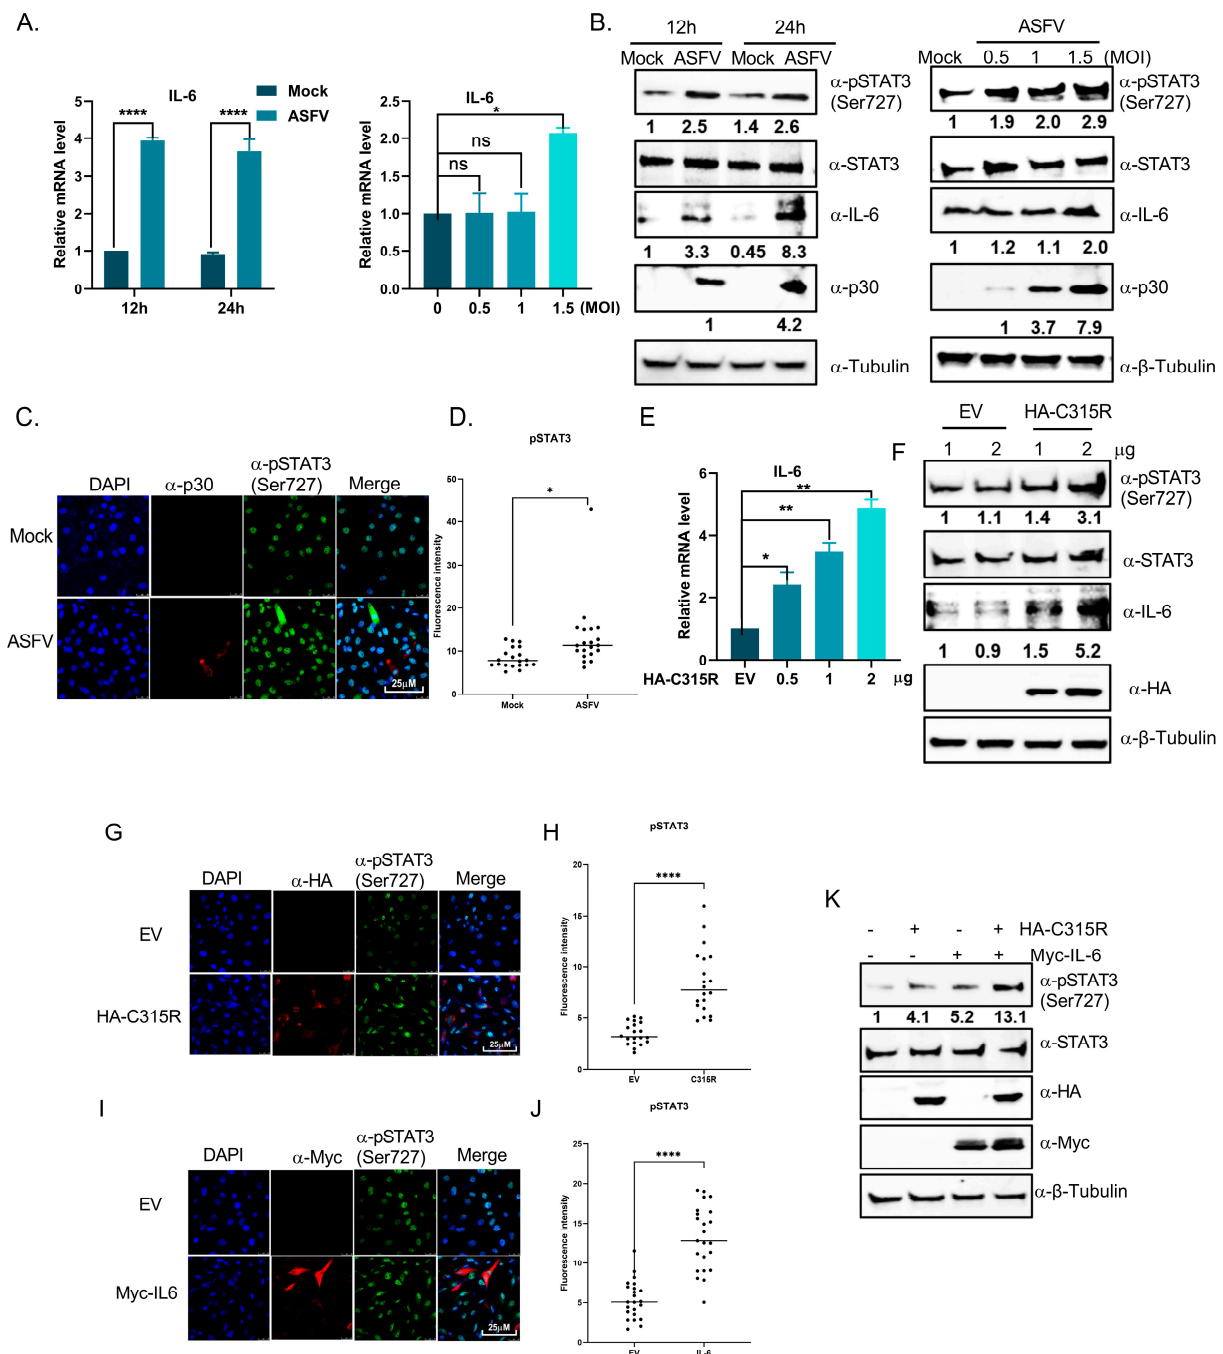 A.
IL-6
Mock
ASFV
Relative mRNA level
5
4
3
2
1
0
****
****
12h
24h
IL-6
Relative mRNA level
2.5
2.0
1.5
1.0
0.5
0.0
*
ns
ns
0 0.5 1 1.5 (MOI)
B.
12h 24h
Mock ASFV Mock ASFV
α-pSTAT3
(Ser727)
1 2.5 1.4 2.6
α-STAT3
α-IL-6
1 3.3 0.45 8.3
α-p30
1 4.2
α-Tubulin
ASFV
Mock 0.5 1 1.5 (MOI)
α-pSTAT3
(Ser727)
1 1.9 2.0 2.9
α-STAT3
α-IL-6
1 1.2 1.1 2.0
α-p30
1 3.7 7.9
α-β-Tubulin
C.
DAPI α-p30 α-pSTAT3
(Ser727) Merge
Mock
ASFV
25μM
D.
pSTAT3
Fluorescence intensity
60
40
20
10
0
*
Mock ASFV
E
IL-6
Relative mRNA level
6
4
2
0
*
**
**
HA-C315R EV 0.5 1 2 μg
F
EV HA-C315R
1 2 1 2 μg
α-pSTAT3
(Ser727)
1 1.1 1.4 3.1
α-STAT3
α-IL-6
1 0.9 1.5 5.2
α-HA
α-β-Tubulin
G
DAPI α-HA α-pSTAT3
(Ser727) Merge
EV
HA-C315R
25μM
H
pSTAT3
Fluorescence intensity
20
15
10
5
0
****
EV C315R
I
DAPI α-Myc α-pSTAT3
(Ser727) Merge
EV
Myc-IL6
25μM
J
pSTAT3
Fluorescence intensity
25
20
15
10
5
0
****
EV IL-6
K
- + - + HA-C315R
- - + + Myc-IL-6
α-pSTAT3
(Ser727)
1 4.1 5.2 13.1
α-STAT3
α-HA
α-Myc
α-β-Tubulin